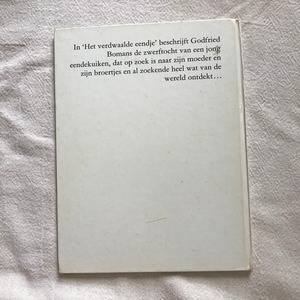 In ‘Het verdwaalde eendje’ beschrijft Godfried
Bomans de zwerftocht van een jong
eendekuiken, dat op zoek is naar zijn moeder en
zijn broertjes en al zoekende heel wat van de
wereld ontdekt...